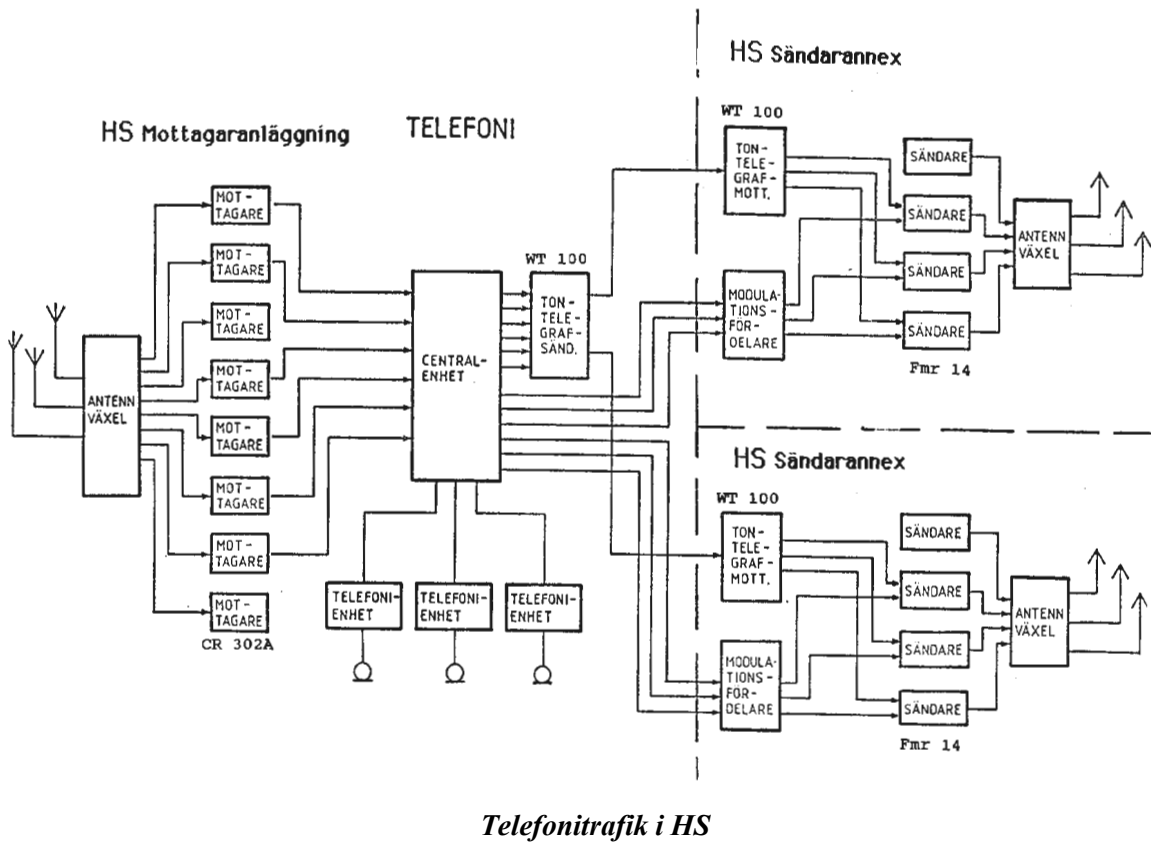 HS Mottagaranläggning
TELEFONI
MOT-
TAGARE
MOT-
TAGARE
MOT-
TAGARE
MOT-
TAGARE
MOT-
TAGARE
MOT-
TAGARE
MOT-
TAGARE
MOT-
TAGARE
CR 302A
ANTENN
VÄXEL
CENTRAL-
ENHET
WT 100
TON-
TELE-
GRAF-
SÄND.
TELEFONI-
ENHET
TELEFONI-
ENHET
TELEFONI-
ENHET
HS Sändarannex
WT 100
TON-
TELE-
GRAF-
MOTT.
MODULA-
TIONS-
FÖR-
DELARE
SÄNDARE
SÄNDARE
SÄNDARE
SÄNDARE
Fmr 14
ANTENN
VÄXEL
HS Sändarannex
WT 100
TON-
TELE-
GRAF-
MOTT.
MODULA-
TIONS-
FÖR-
DELARE
SÄNDARE
SÄNDARE
SÄNDARE
SÄNDARE
Fmr 14
ANTENN
VÄXEL
Telefonitrafik i HS